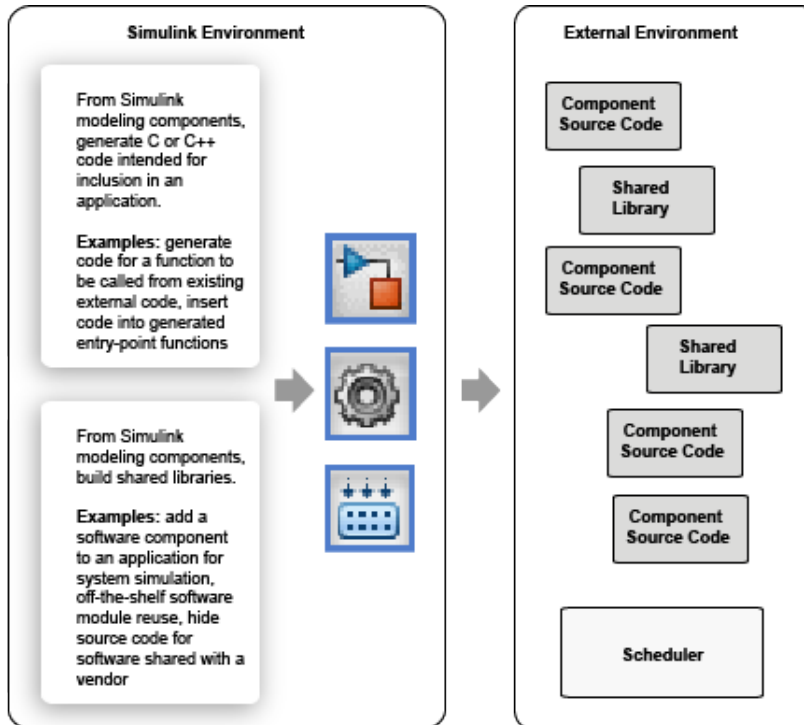 Simulink Environment
From Simulink
modeling components,
generate C or C++
code intended for
inclusion in an
application.
Examples: generate
code for a function to
be called from existing
external code, insert
code into generated
entry-point functions
From Simulink
modeling components,
build shared libraries.
Examples: add a
software component
to an application for
system simulation,
off-the-shelf software
module reuse, hide
source code for
software shared with a
vendor
External Environment
Component
Source Code
Shared
Library
Component
Source Code
Shared
Library
Component
Source Code
Component
Source Code
Scheduler